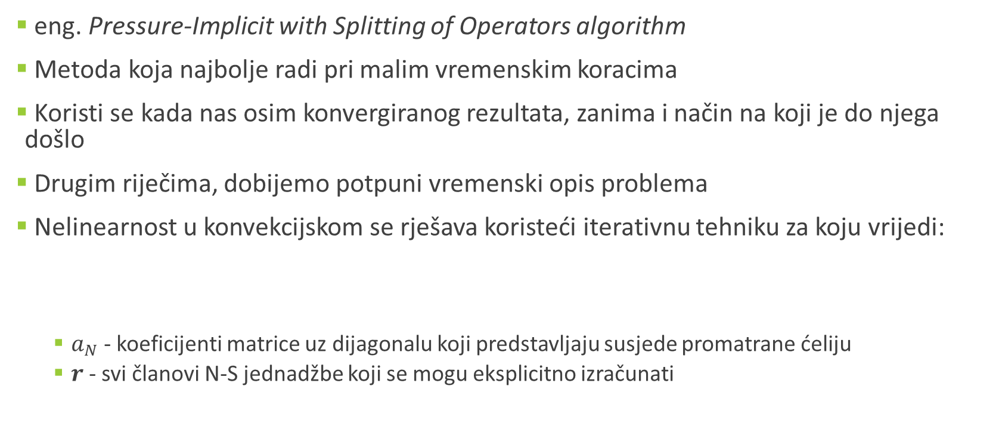 ▪ eng. Pressure-Implicit with Splitting of Operators algorithm
▪ Metoda koja najbolje radi pri malim vremenskim koracima
▪ Koristi se kada nas osim konvergiranog rezultata, zanima i način na koji je do njega
došlo
▪ Drugim riječima, dobijemo potpuni vremenski opis problema
▪ Nelinearnost u konvekcijskom se rješava koristeći iterativnu tehniku za koju vrijedi:
▪ a_N - koeficijenti matrice uz dijagonalu koji predstavljaju susjede promatrane ćeliju
▪ r - svi članovi N-S jednadžbe koji se mogu eksplicitno izračunati